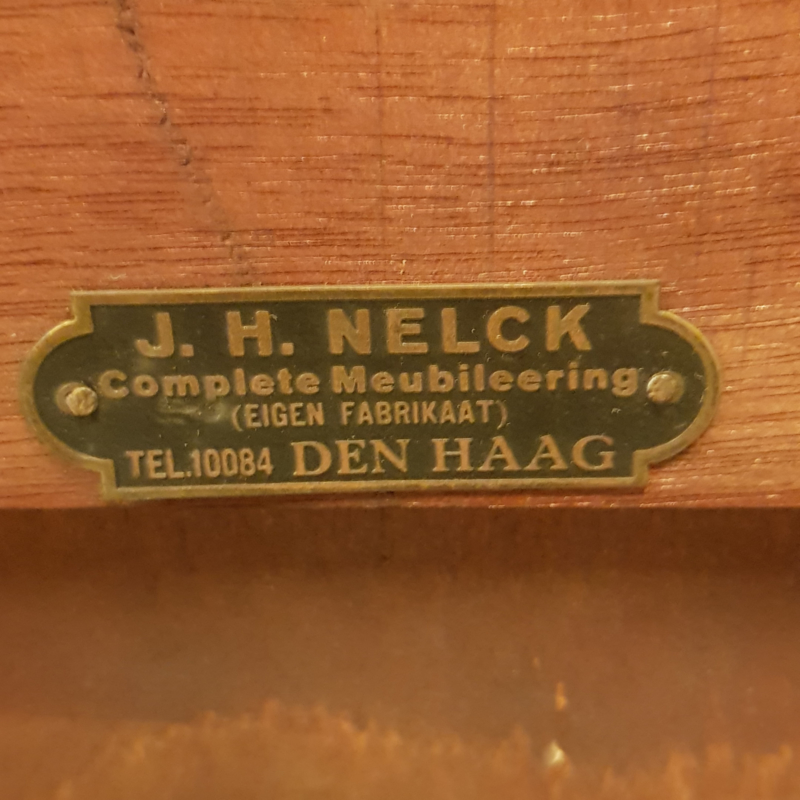 J. H. NELCK
Complete Meubileering
(EIGEN FABRIKAAT)
TEL.10084 DEN HAAG